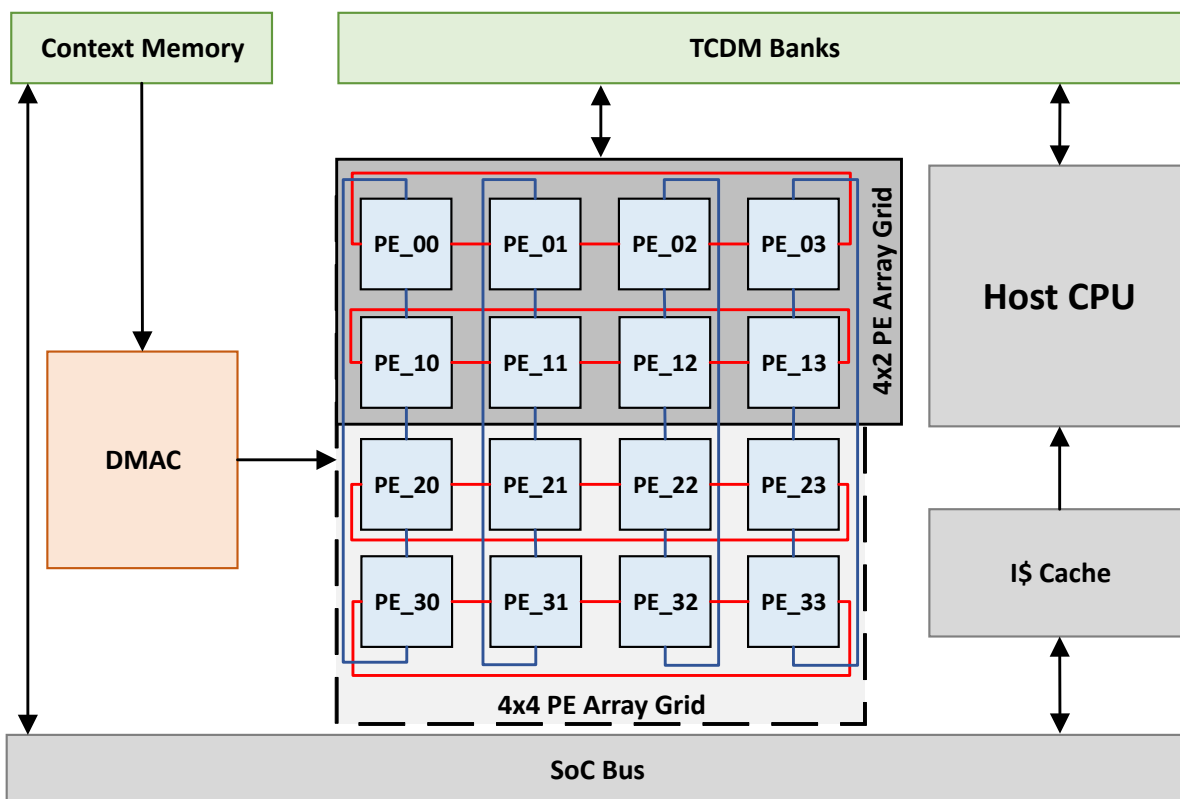 Context Memory
TCDM Banks
PE_00 PE_01 PE_02 PE_03
4x2 PE Array Grid
Host CPU
PE_10 PE_11 PE_12 PE_13
DMAC
PE_20 PE_21 PE_22 PE_23
I$ Cache
PE_30 PE_31 PE_32 PE_33
4x4 PE Array Grid
SoC Bus